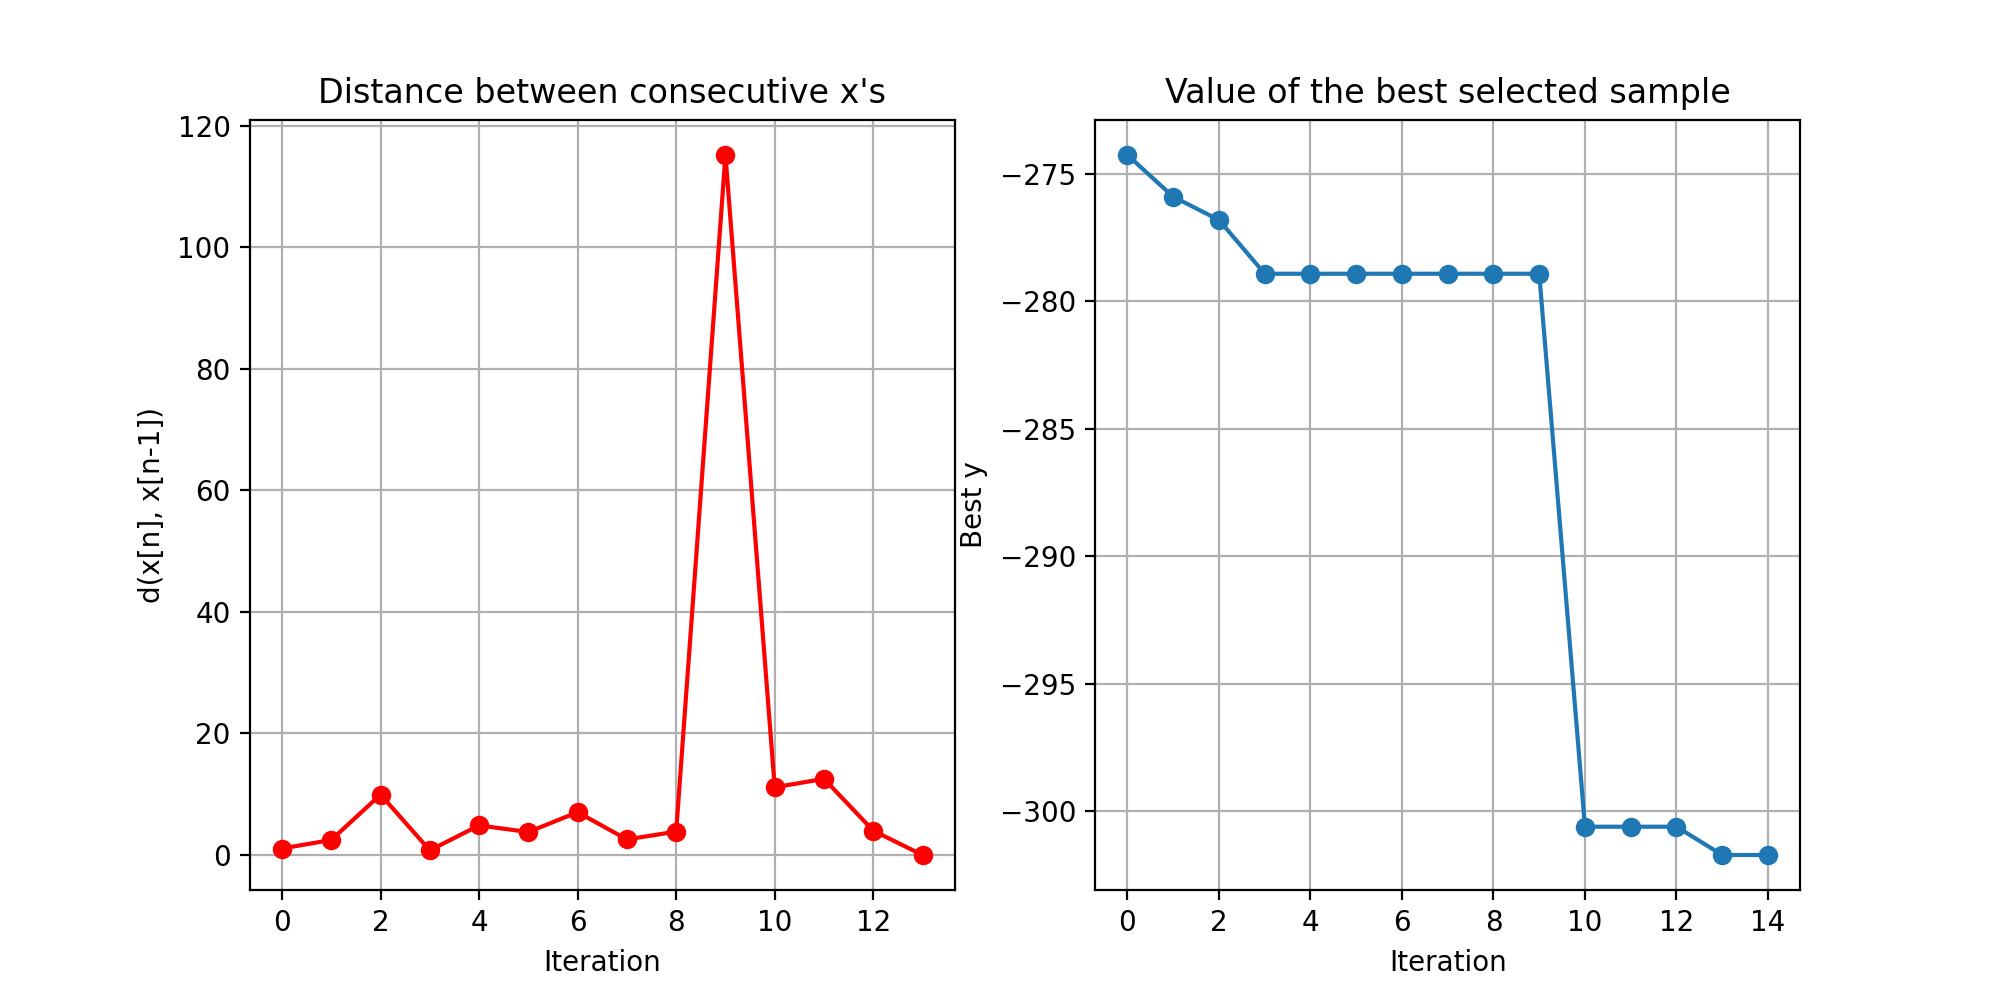 Distance between consecutive x's
120
100
80
60
40
20
0
d(x[n], x[n-1])
0 2 4 6 8 10 12
Iteration
Value of the best selected sample
−275
−280
−285
−290
−295
−300
Best y
0 2 4 6 8 10 12 14
Iteration